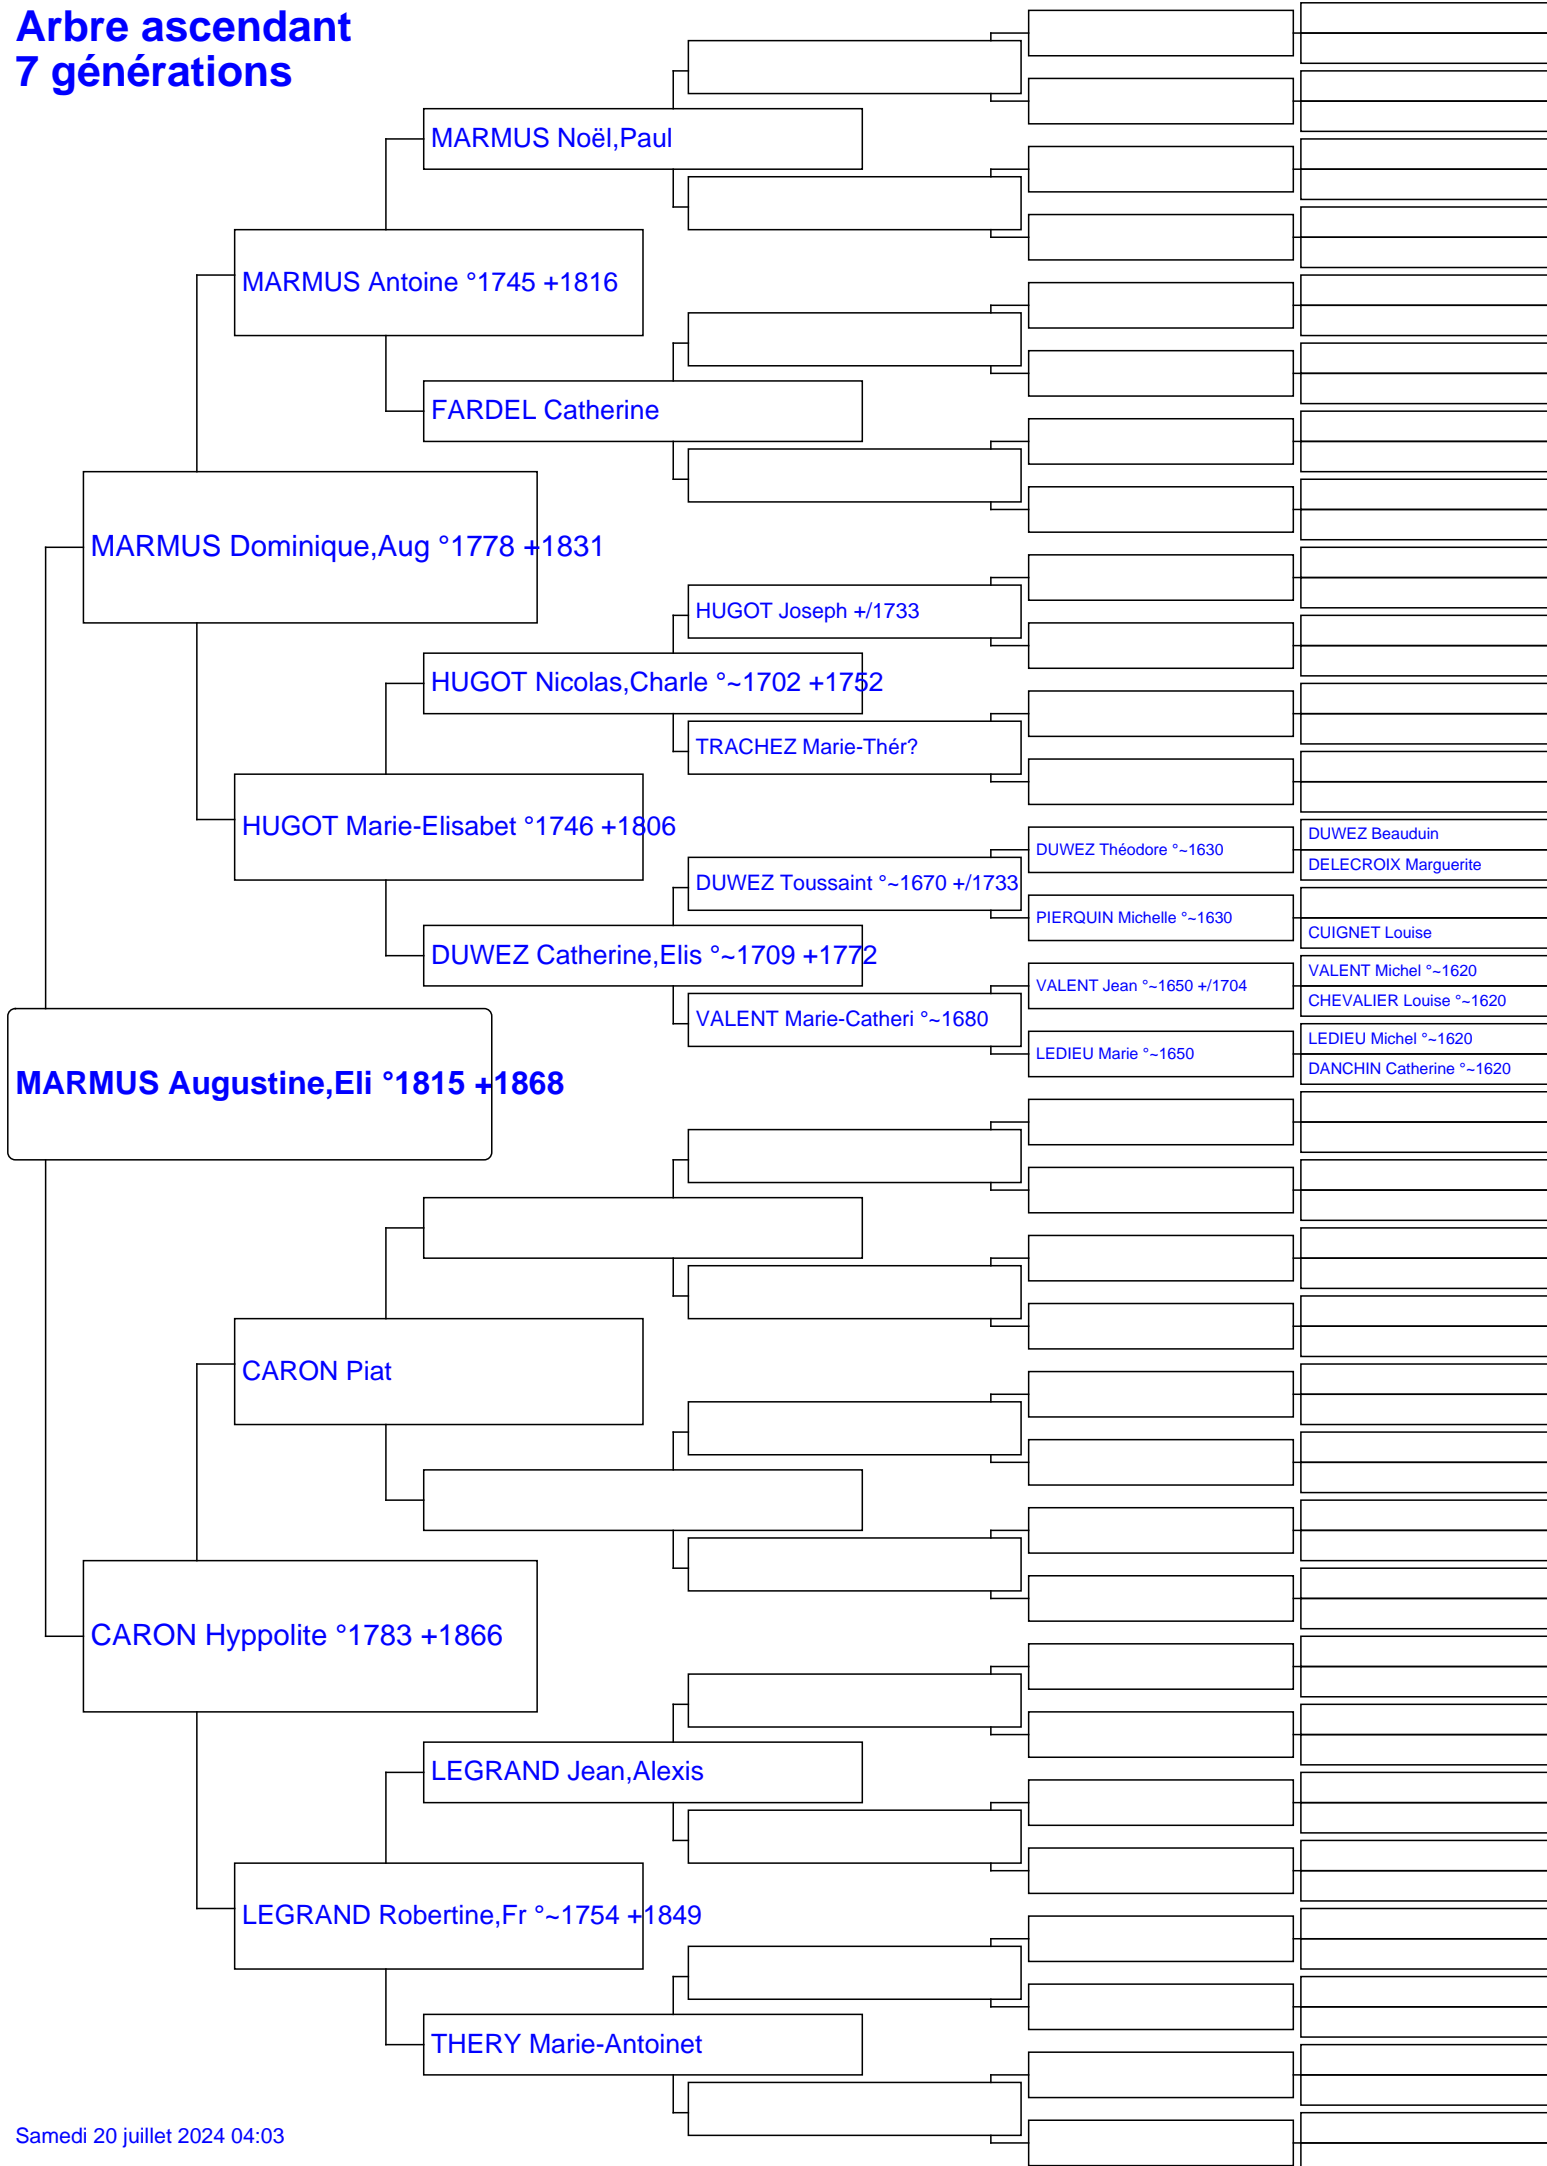 Arbre ascendant
7 générations
MARMUS Noël,Paul
MARMUS Antoine °1745 +1816
FARDEL Catherine
MARMUS Dominique,Aug °1778 +1831
HUGOT Joseph +/1733
HUGOT Nicolas,Charle °~1702 +1752
TRACHEZ Marie-Thér?
HUGOT Marie-Elisabet °1746 +1806
DUWEZ Beauduin
DUWEZ Théodore °~1630
DELECROIX Marguerite
DUWEZ Toussaint °~1670 +/1733
PIERQUIN Michelle °~1630
CUIGNET Louise
DUWEZ Catherine,Elis °~1709 +1772
VALENT Michel °~1620
VALENT Jean °~1650 +/1704
CHEVALIER Louise °~1620
VALENT Marie-Catheri °~1680
LEDIEU Michel °~1620
LEDIEU Marie °~1650
DANCHIN Catherine °~1620
MARMUS Augustine,Eli °1815 +1868
CARON Piat
CARON Hyppolite °1783 +1866
LEGRAND Jean,Alexis
LEGRAND Robertine,Fr °~1754 +1849
THERY Marie-Antoinet
Samedi 20 juillet 2024 04:03